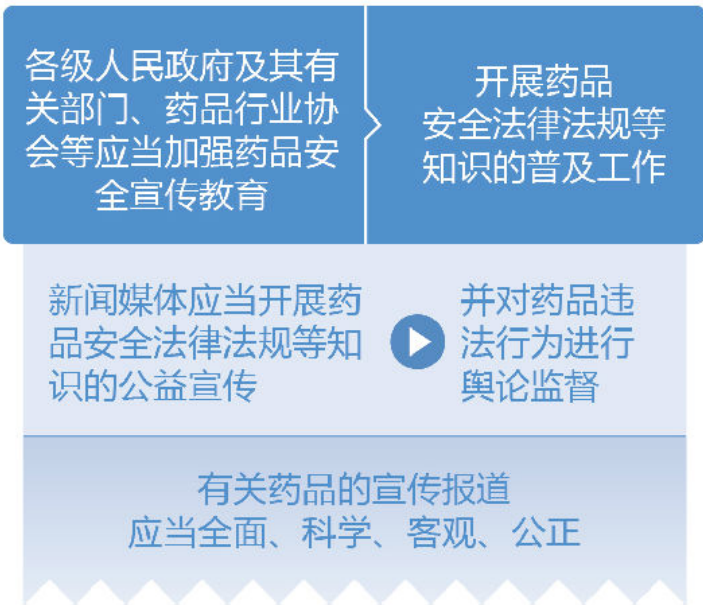 各级人民政府及其有
关部门、药品行业协
会等应当加强药品安
全宣传教育
开展药品
安全法律法规等
知识的普及工作
新闻媒体应当开展药
品安全法律法规等知
识的公益宣传
并对药品违
法行为进行
舆论监督
有关药品的宣传报道
应当全面、科学、客观、公正